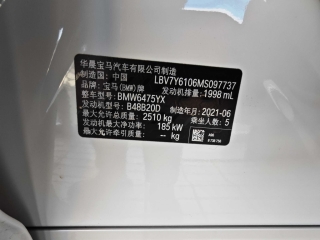 华晨宝马汽车有限公司制造
制造国：中国 LBV7Y6106MS097737
品牌：宝马(BMW)牌
整车型号：BMW6475YX 发动机排量：1998 mL
发动机型号：B48B20D 制造年月：2021-06
最大允许总质量：2510 kg 乘坐人数：5
发动机最大净功率：185 kW
最大允许牵引质量：-- kg